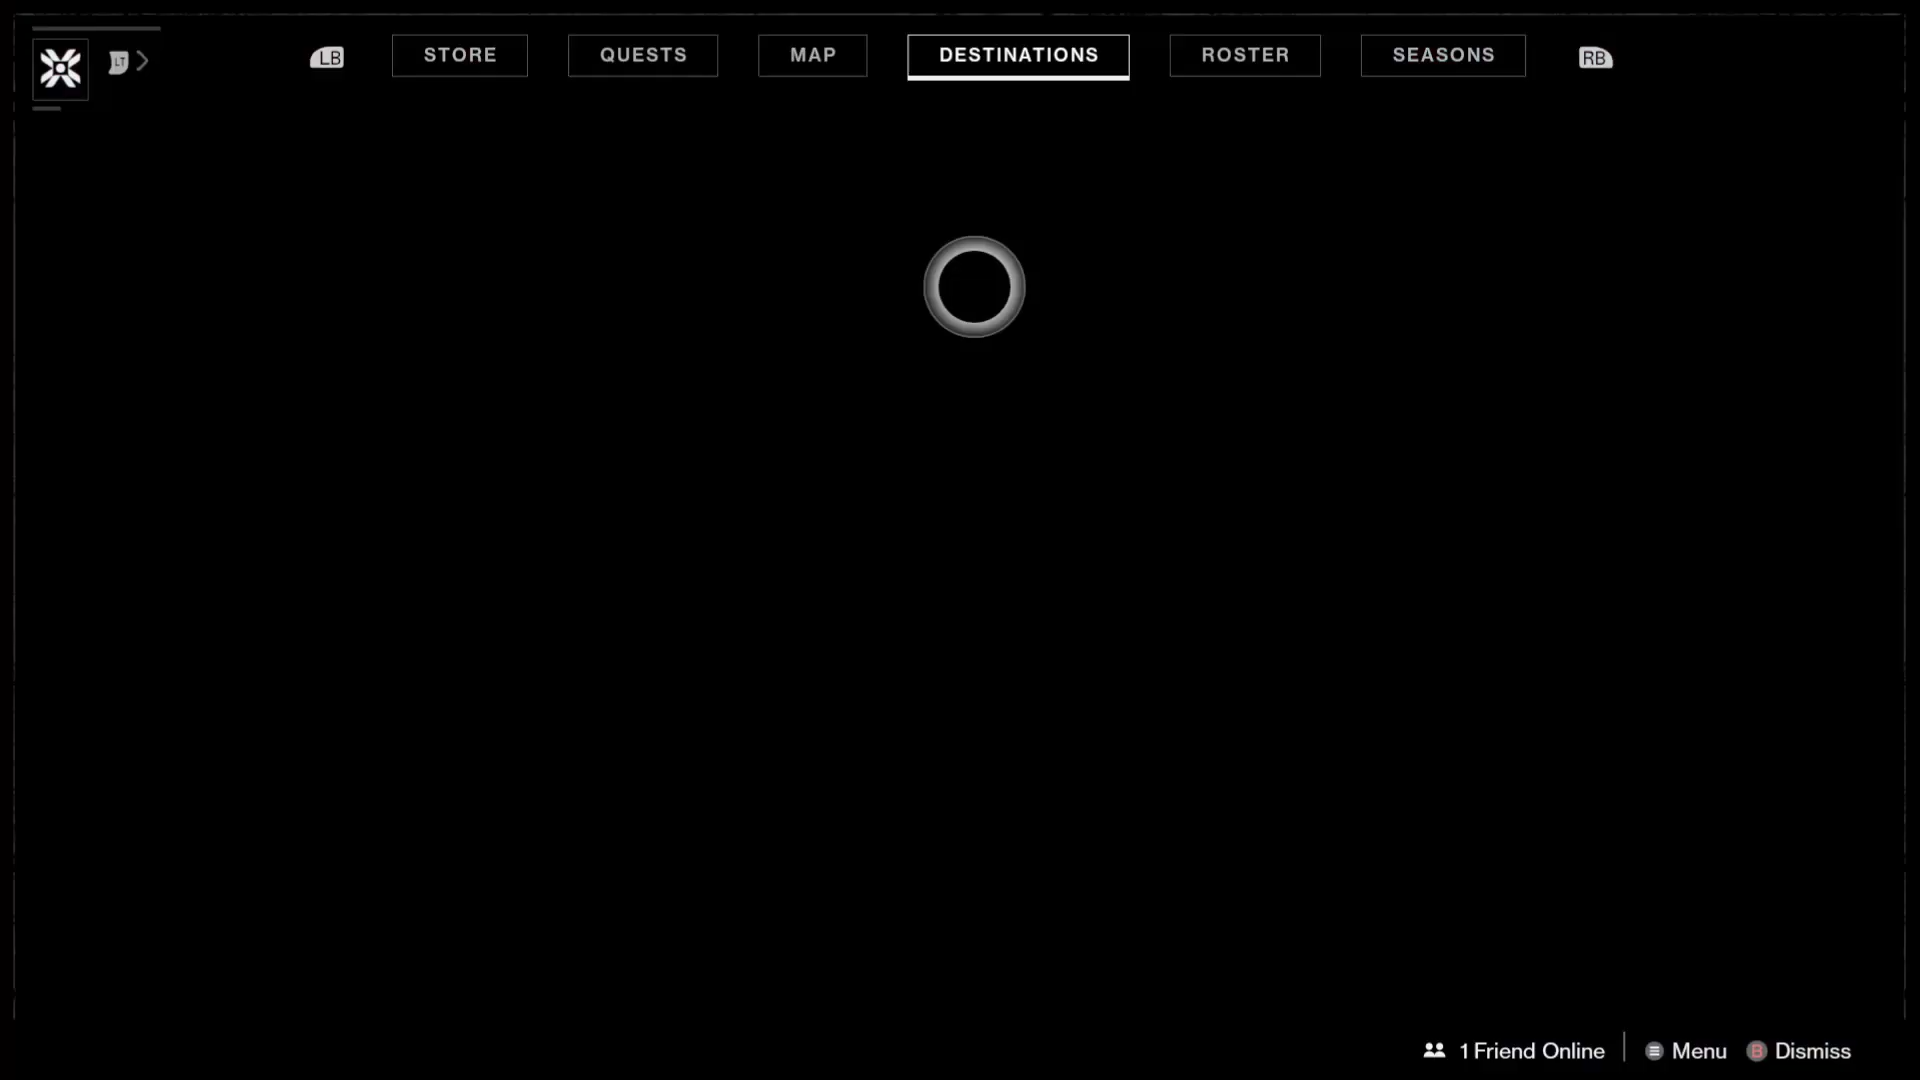 LT
LB
STORE
QUESTS
MAP
DESTINATIONS
ROSTER
SEASONS
RB
1 Friend Online
Menu
B Dismiss